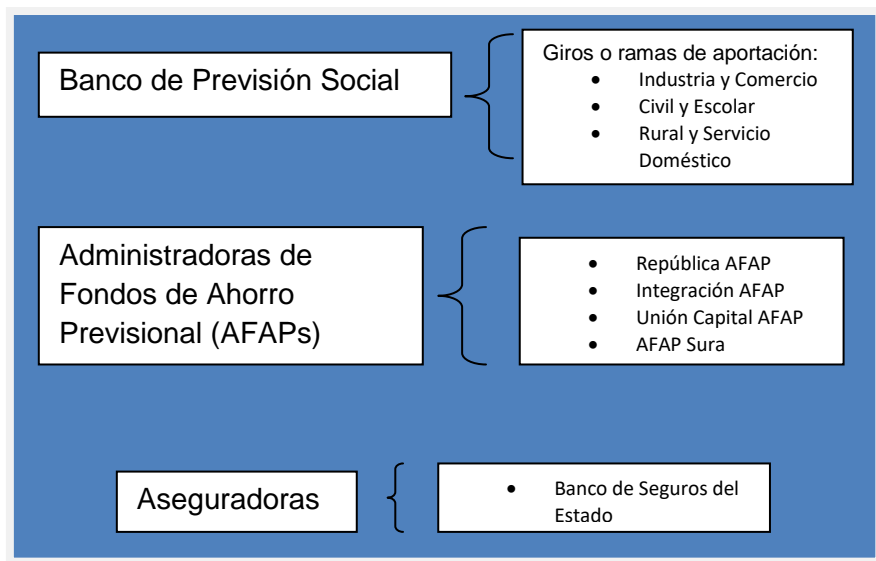 Banco de Previsión Social
Giros o ramas de aportación:
• Industria y Comercio
• Civil y Escolar
• Rural y Servicio
Doméstico
Administradoras de
Fondos de Ahorro
Previsional (AFAPs)
• República AFAP
• Integración AFAP
• Unión Capital AFAP
• AFAP Sura
Aseguradoras
• Banco de Seguros del
Estado